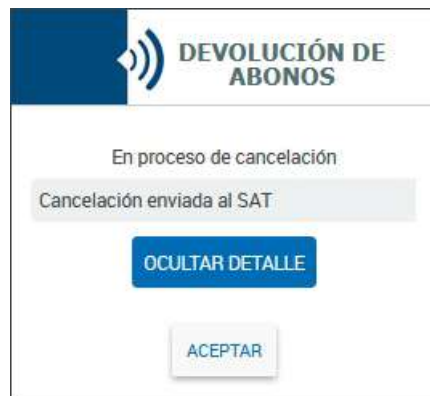 DEVOLUCIÓN DE
ABONOS
En proceso de cancelación
Cancelación enviada al SAT
OCULTAR DETALLE
ACEPTAR